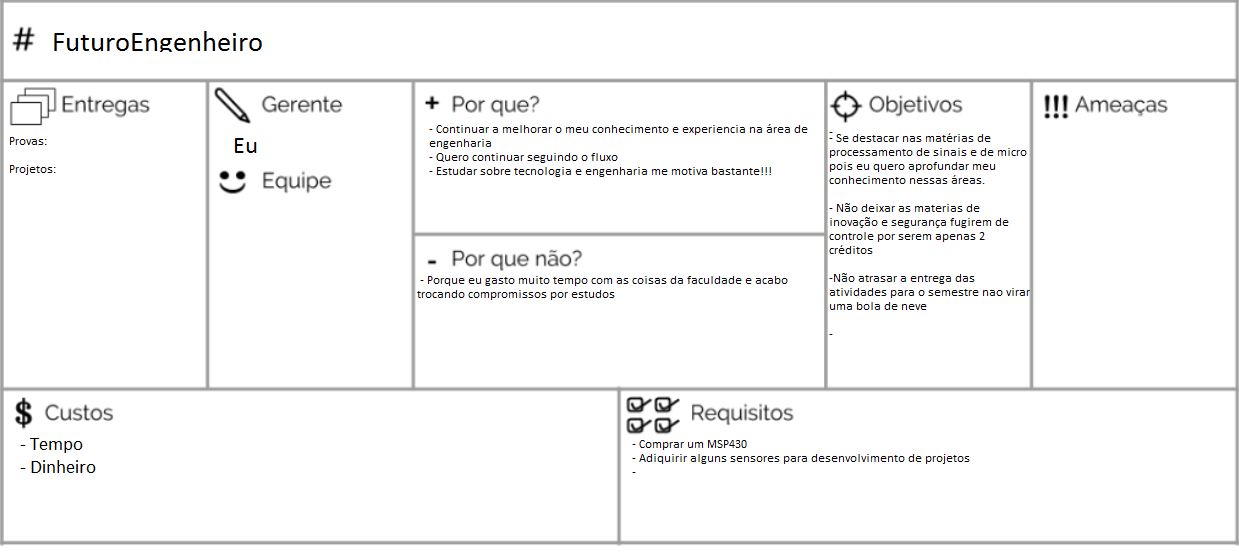 # FuturoEngenheiro
Entregas
Provas:
Projetos:
Gerente
Eu
Equipe
+ Por que?
- Continuar a melhorar o meu conhecimento e experiencia na área de
engenharia
- Quero continuar seguindo o fluxo
- Estudar sobre tecnologia e engenharia me motiva bastante!!!
- Por que não?
- Porque eu gasto muito tempo com as coisas da faculdade e acabo
trocando compromissos por estudos
Objetivos
- Se destacar nas matérias de
processamento de sinais e de micro
pois eu quero aprofundar meu
conhecimento nessas áreas.
- Não deixar as materias de
inovação e segurança fugirem de
controle por serem apenas 2
créditos
-Não atrasar a entrega das
atividades para o semestre nao virar
uma bola de neve
-
!!! Ameaças
$ Custos
- Tempo
- Dinheiro
Requisitos
- Comprar um MSP430
- Adiquirir alguns sensores para desenvolvimento de projetos
-